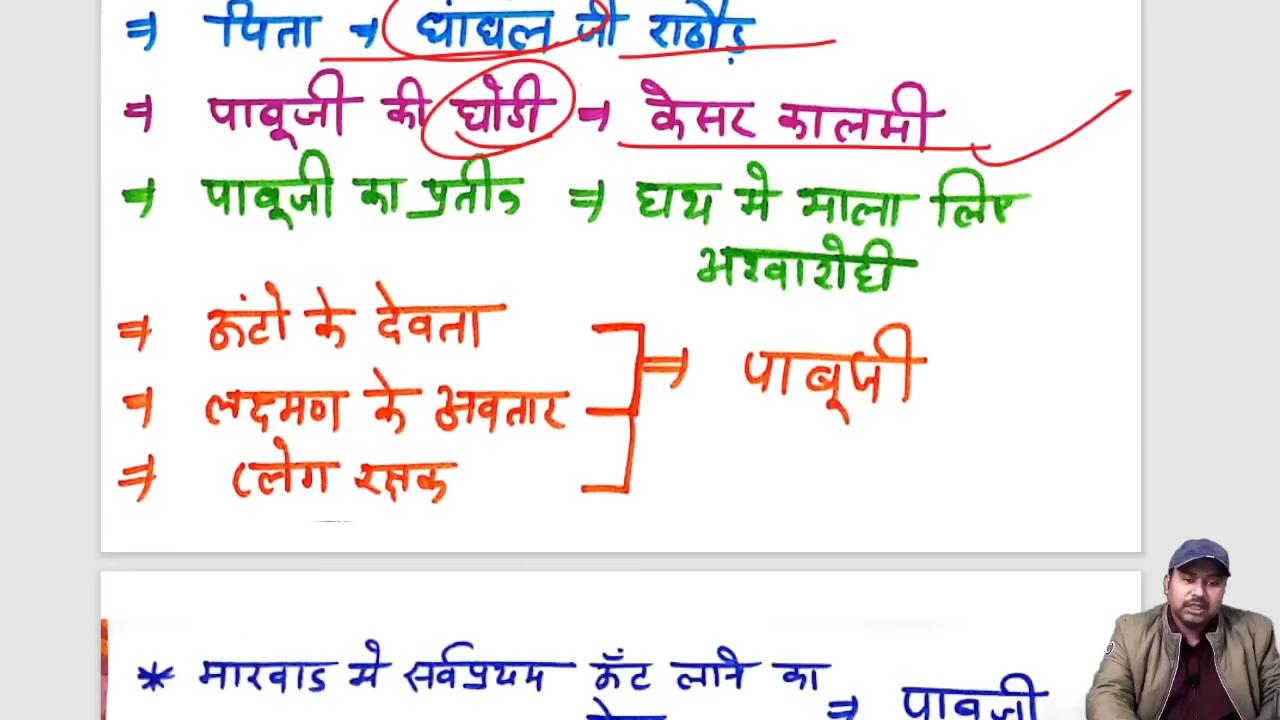 ⇒ पिता → धांधल जी राठौड़
⇒ पाबूजी की घोडी ⇒ केसर कालमी
⇒ पाबूजी का प्रतीक ⇒ हाथ मे भाला लिए
अश्वारोही
⇒ ऊंटो के देवता
⇒ लक्ष्मण के अवतार ⇒ पाबूजी
⇒ प्लेग रक्षक
* मारवाड मे सर्वप्रथम ऊँट लाने का
⇒ पाबूजी